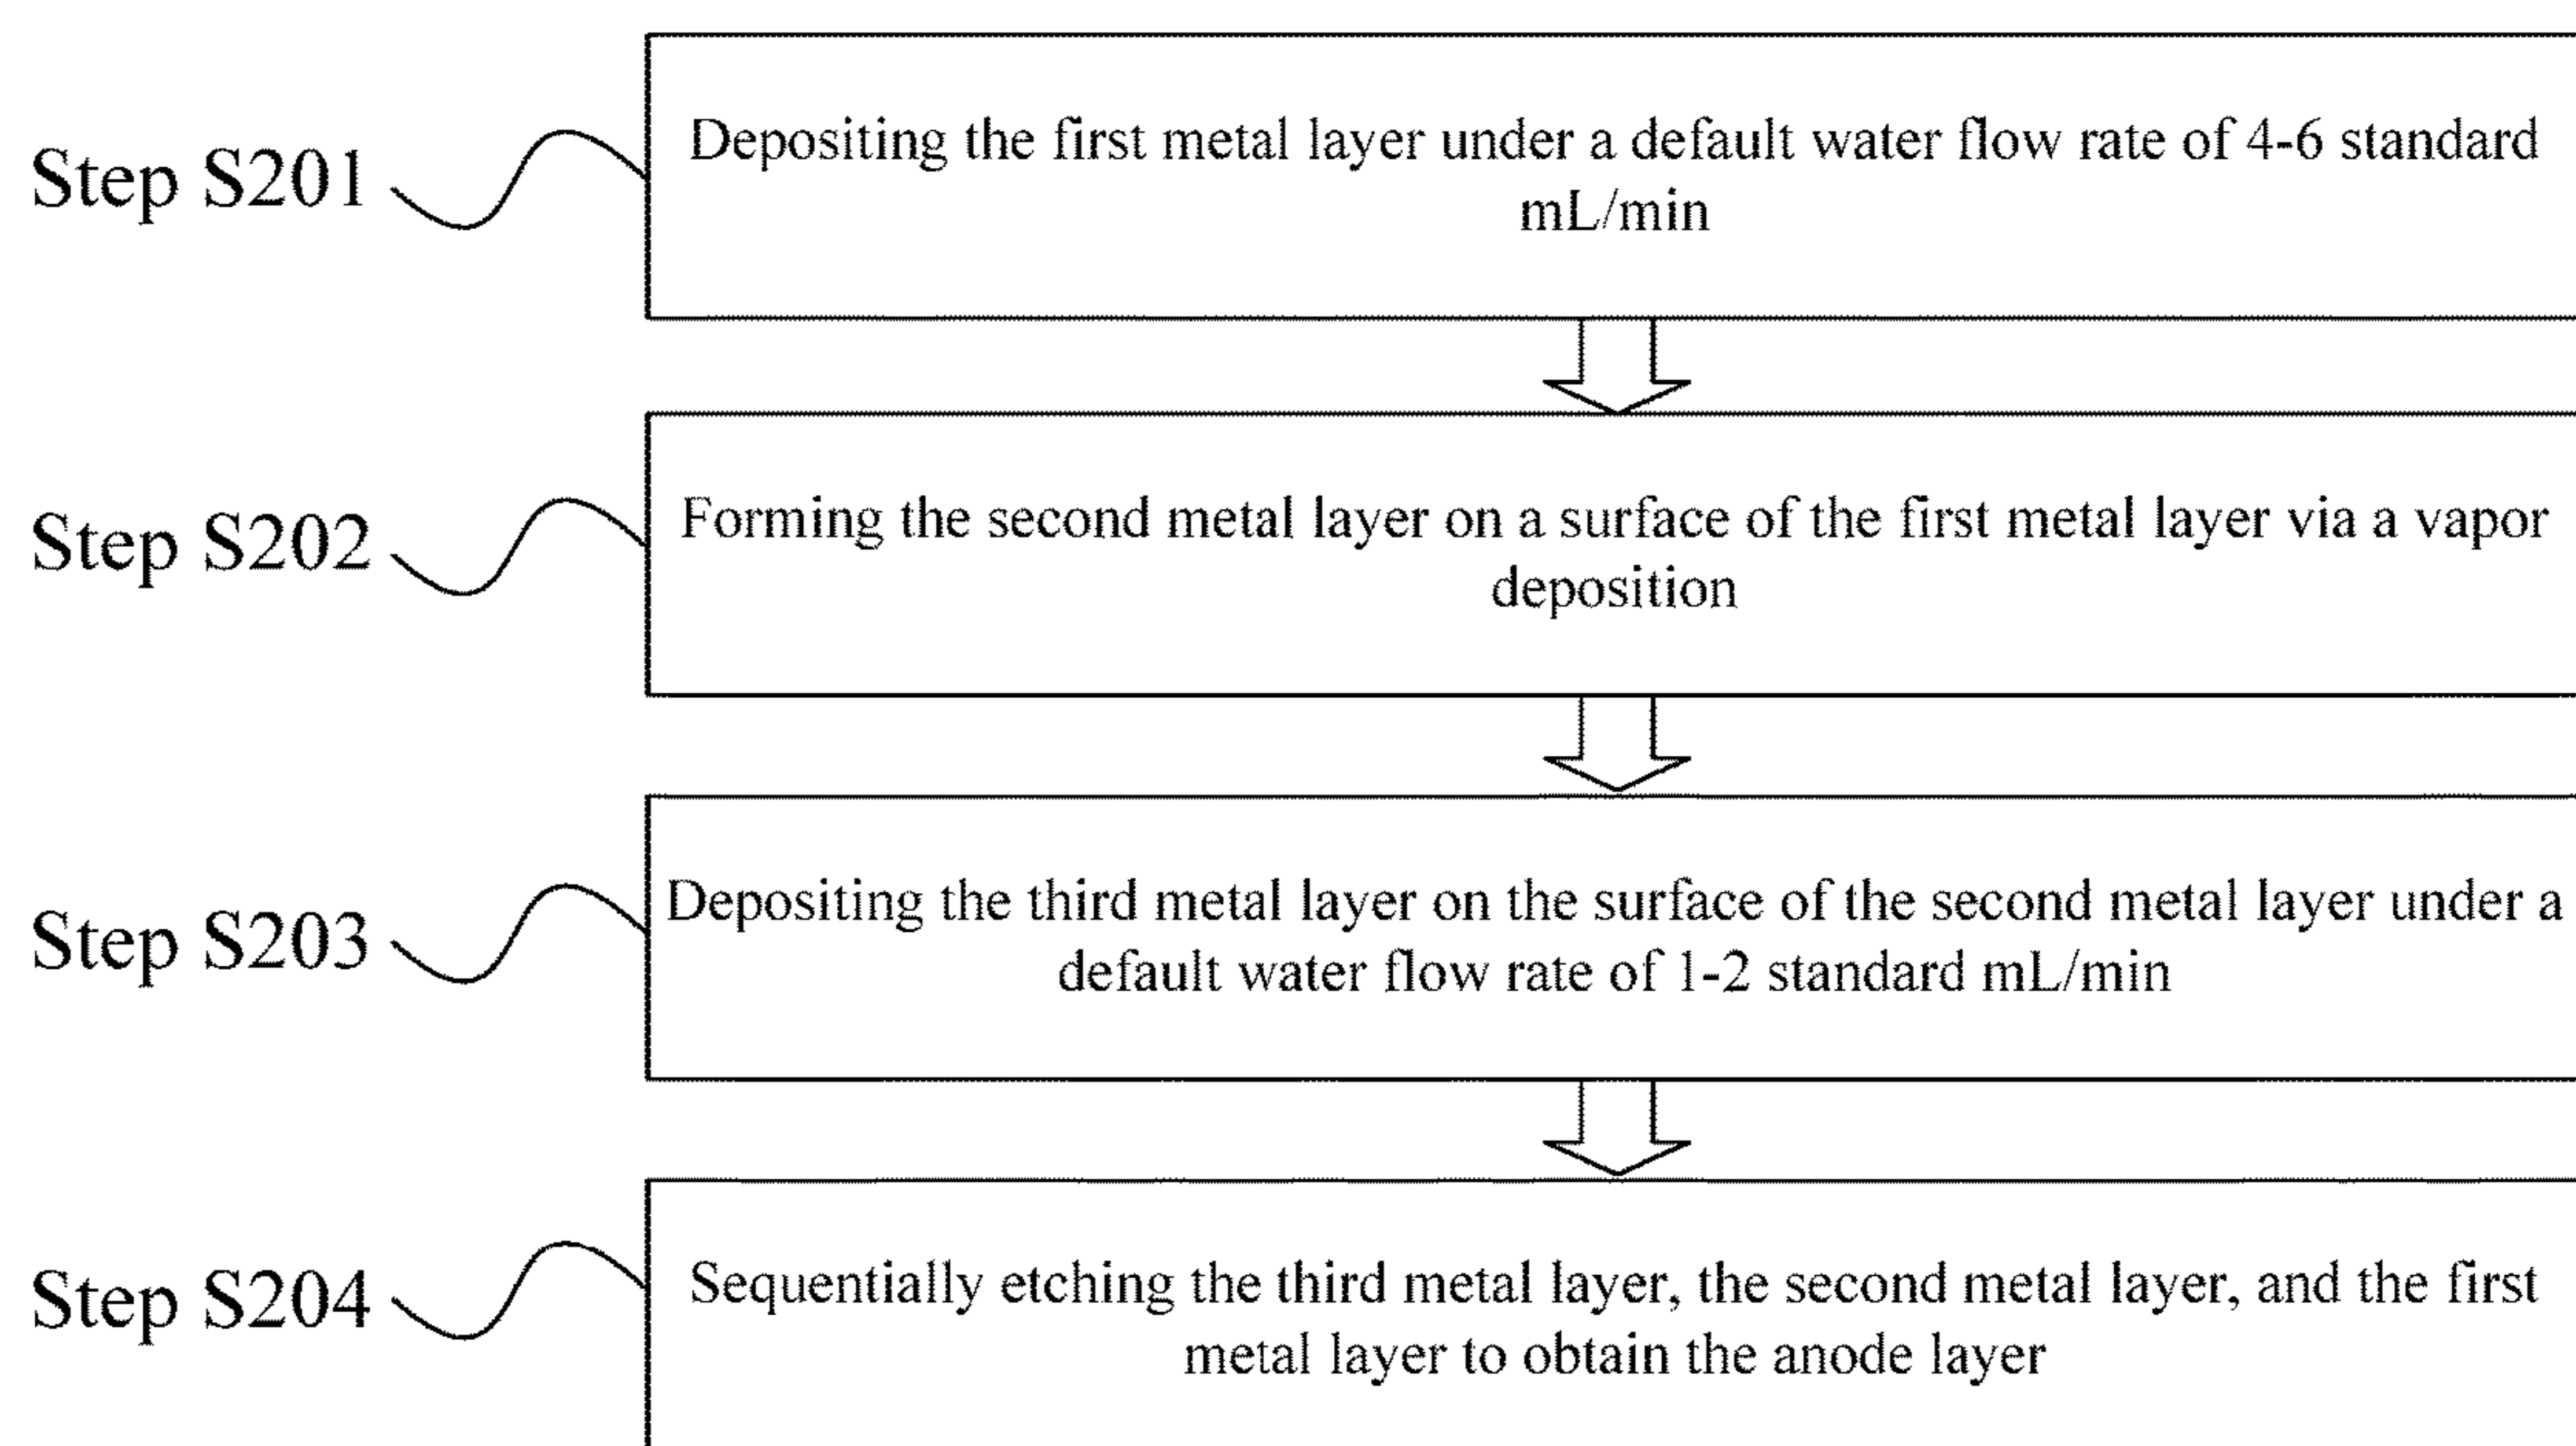 Step S201
Depositing the first metal layer under a default water flow rate of 4-6 standard
mL/min
Step S202
Forming the second metal layer on a surface of the first metal layer via a vapor
deposition
Step S203
Depositing the third metal layer on the surface of the second metal layer under a
default water flow rate of 1-2 standard mL/min
Step S204
Sequentially etching the third metal layer, the second metal layer, and the first
metal layer to obtain the anode layer